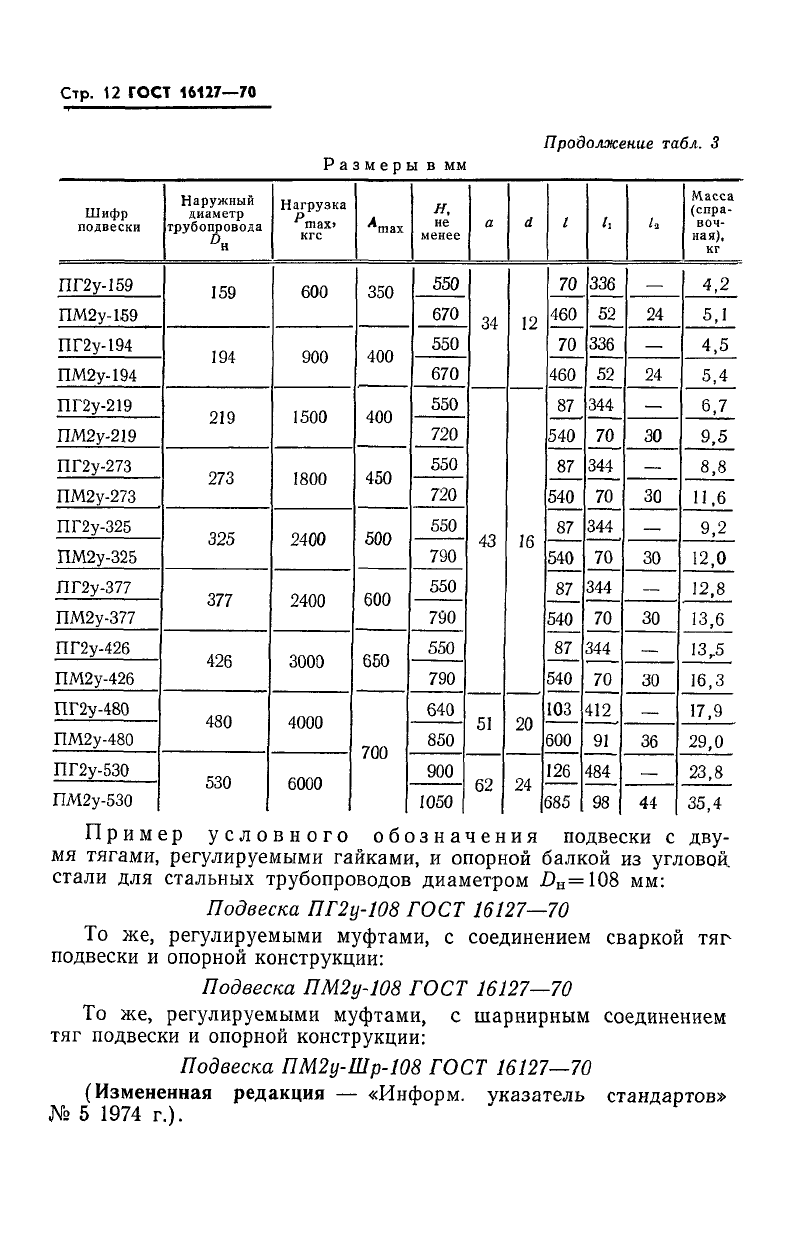 Стр. 12 ГОСТ 16127—70
Продолжение табл. 3
Размеры в мм
Шифр подвески | Наружный диаметр трубопровода Dн | Нагрузка Pmax, кгс | Amax | H, не менее | a | d | l | l₁ | l₂ | Масса (справочная), кг
ПГ2у-159 | 159 | 600 | 350 | 550 | 34 | 12 | 70 | 336 | — | 4,2
ПМ2у-159 | 670 | 460 | 52 | 24 | 5,1
ПГ2у-194 | 194 | 900 | 400 | 550 | 70 | 336 | — | 4,5
ПМ2у-194 | 670 | 460 | 52 | 24 | 5,4
ПГ2у-219 | 219 | 1500 | 400 | 550 | 43 | 16 | 87 | 344 | — | 6,7
ПМ2у-219 | 720 | 540 | 70 | 30 | 9,5
ПГ2у-273 | 273 | 1800 | 450 | 550 | 87 | 344 | — | 8,8
ПМ2у-273 | 720 | 540 | 70 | 30 | 11,6
ПГ2у-325 | 325 | 2400 | 500 | 550 | 87 | 344 | — | 9,2
ПМ2у-325 | 790 | 540 | 70 | 30 | 12,0
ПГ2у-377 | 377 | 2400 | 600 | 550 | 87 | 344 | — | 12,8
ПМ2у-377 | 790 | 540 | 70 | 30 | 13,6
ПГ2у-426 | 426 | 3000 | 650 | 550 | 87 | 344 | — | 13,5
ПМ2у-426 | 790 | 540 | 70 | 30 | 16,3
ПГ2у-480 | 480 | 4000 | 700 | 640 | 51 | 20 | 103 | 412 | — | 17,9
ПМ2у-480 | 850 | 600 | 91 | 36 | 29,0
ПГ2у-530 | 530 | 6000 | 900 | 62 | 24 | 126 | 484 | — | 23,8
ПМ2у-530 | 1050 | 685 | 98 | 44 | 35,4
Пример условного обозначения подвески с дву-
мя тягами, регулируемыми гайками, и опорной балкой из угловой
стали для стальных трубопроводов диаметром Dн=108 мм:
Подвеска ПГ2у-108 ГОСТ 16127—70
То же, регулируемыми муфтами, с соединением сваркой тяг
подвески и опорной конструкции:
Подвеска ПМ2у-108 ГОСТ 16127—70
То же, регулируемыми муфтами, с шарнирным соединением
тяг подвески и опорной конструкции:
Подвеска ПМ2у-Шр-108 ГОСТ 16127—70
(Измененная редакция — «Информ. указатель стандартов»
№ 5 1974 г.).